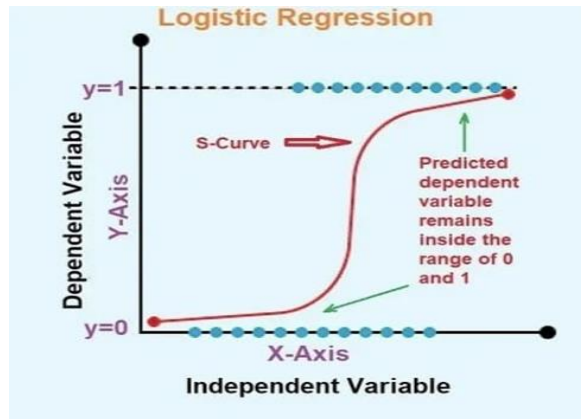 Logistic Regression
y=1
S-Curve
Predicted
dependent
variable
remains
inside the
range of 0
and 1
Dependent Variable
Y-Axis
y=0
X-Axis
Independent Variable